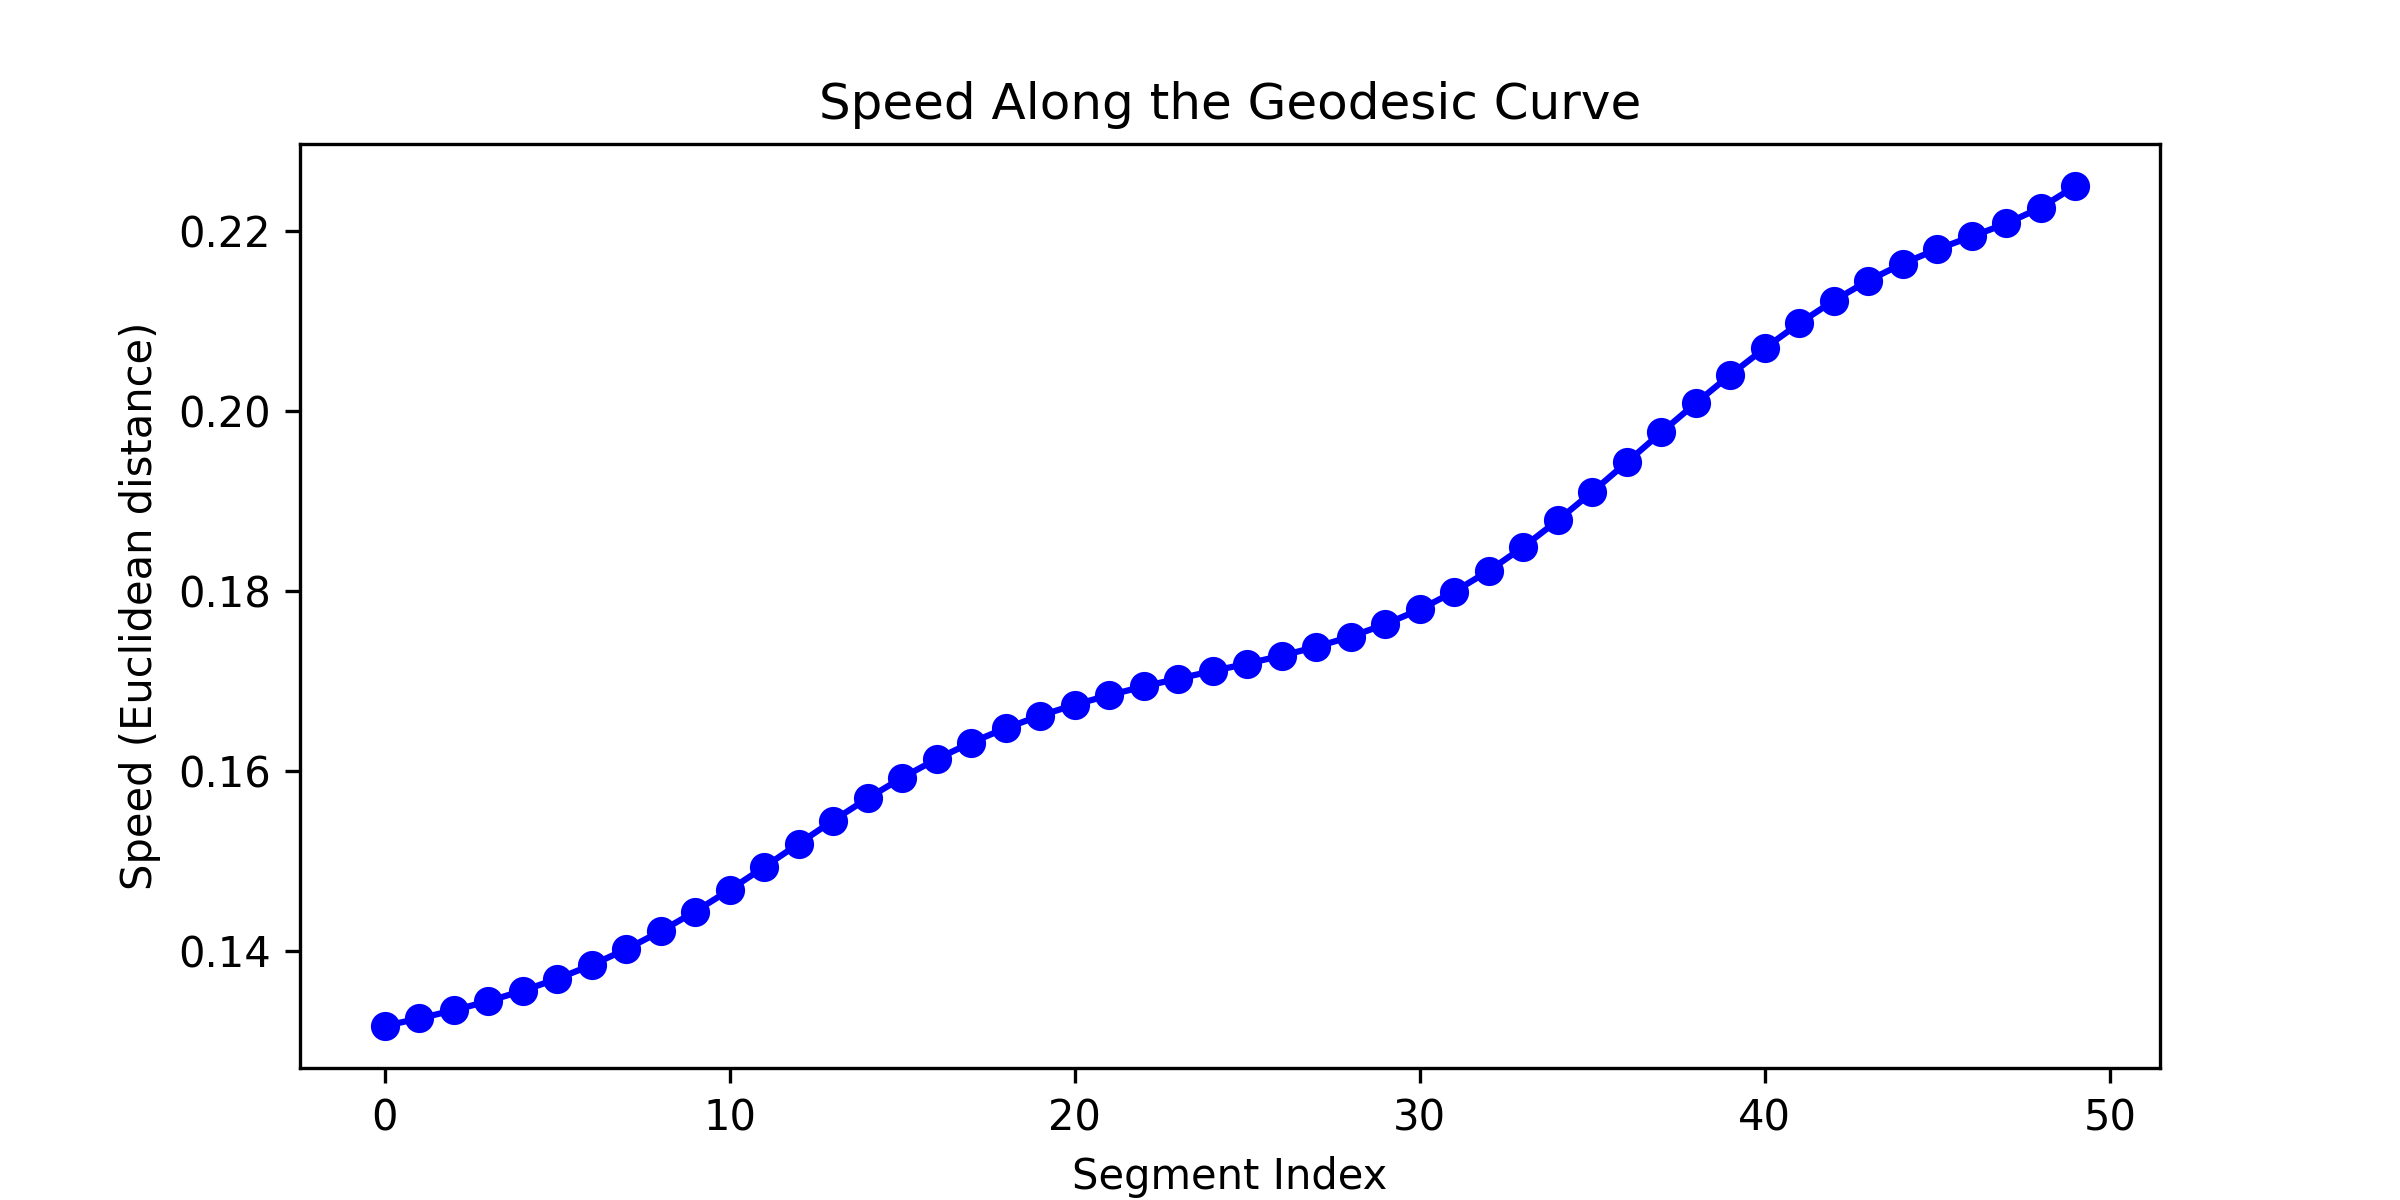 Speed Along the Geodesic Curve
Speed (Euclidean distance)
0.22
0.20
0.18
0.16
0.14
0 10 20 30 40 50
Segment Index